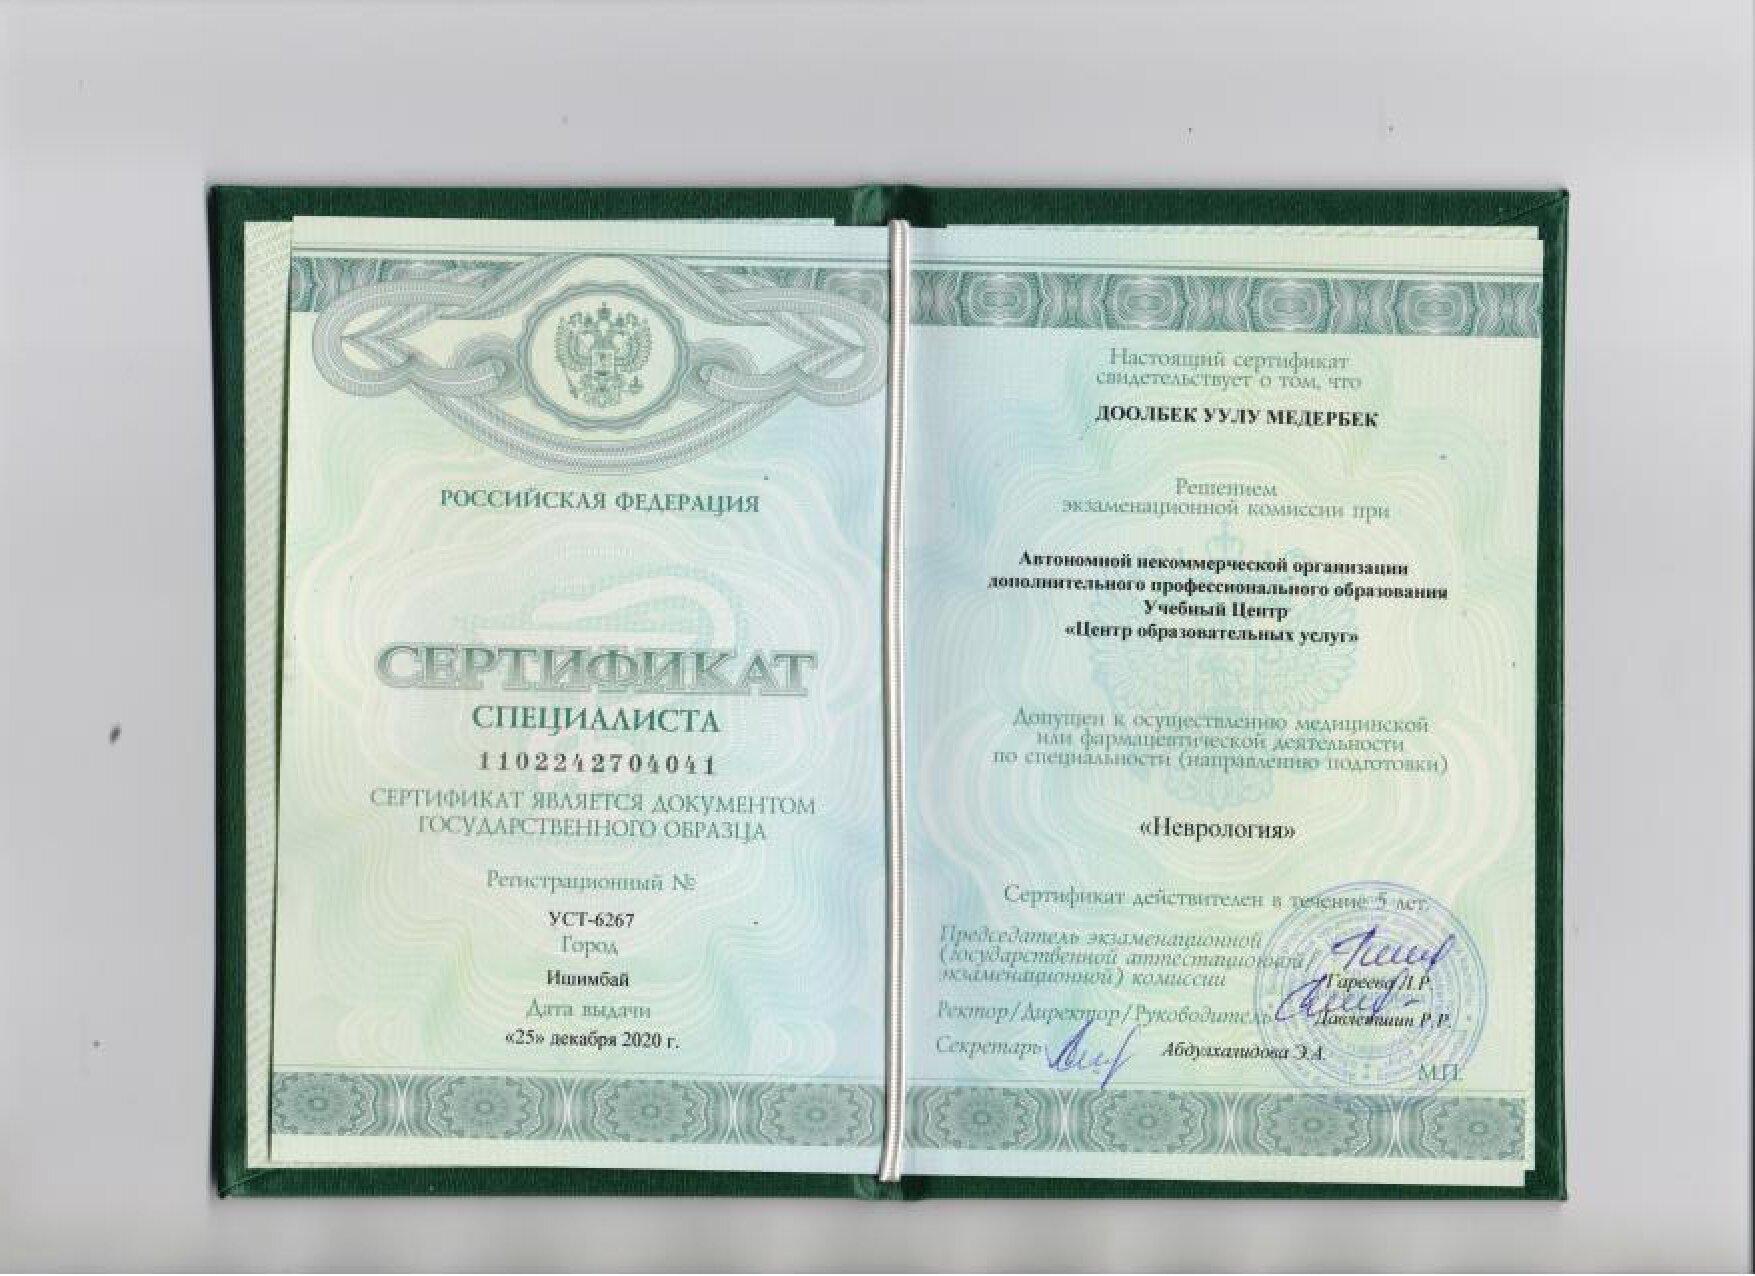 РОССИЙСКАЯ ФЕДЕРАЦИЯ
СЕРТИФИКАТ
СПЕЦИАЛИСТА
1102242704041
СЕРТИФИКАТ ЯВЛЯЕТСЯ ДОКУМЕНТОМ
ГОСУДАРСТВЕННОГО ОБРАЗЦА
Регистрационный №
УСТ-6267
Город
Ишимбай
Дата выдачи
«25» декабря 2020 г.
Настоящий сертификат
свидетельствует о том, что
ДООЛБЕК УУЛУ МЕДЕРБЕК
Решением
экзаменационной комиссии при
Автономной некоммерческой организации
дополнительного профессионального образования
Учебный Центр
«Центр образовательных услуг»
Допущен к осуществлению медицинской
или фармацевтической деятельности
по специальности (направлению подготовки)
«Неврология»
Сертификат действителен в течение 5 лет.
Председатель экзаменационной
(государственной аттестационной/
экзаменационной) комиссии
Гареева Л.Р.
Ректор/Директор/Руководитель
Давлетшин Р.Р.
Секретарь
Абдулхалидова Э.А.
М.П.